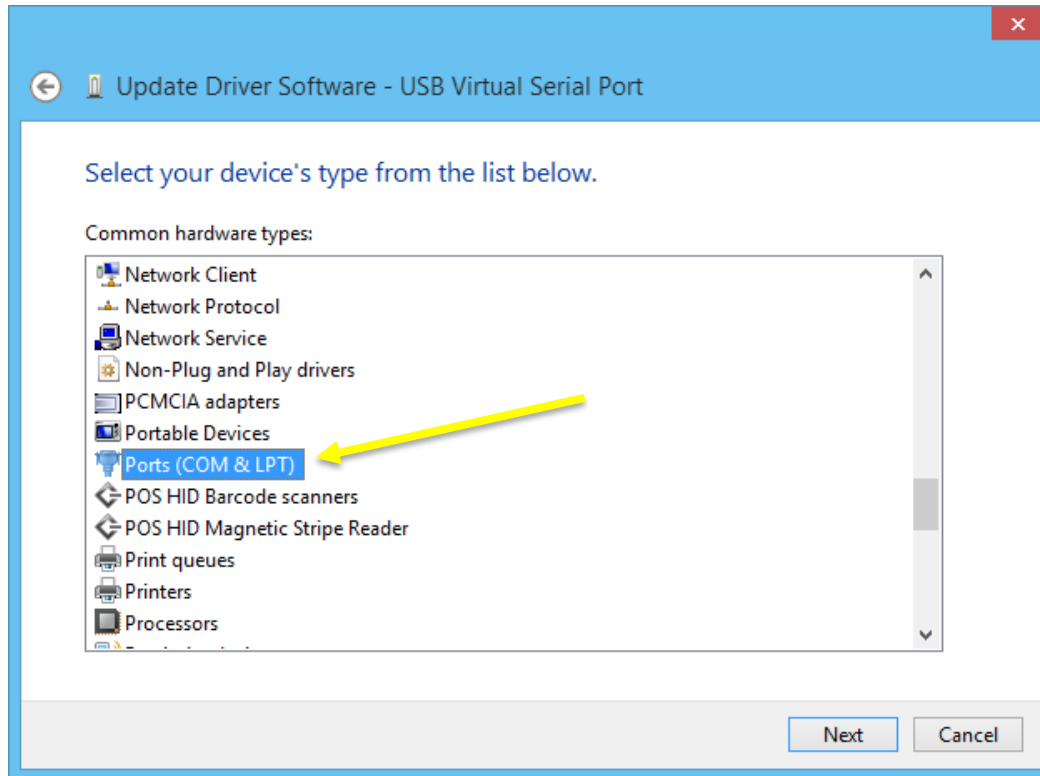 Update Driver Software - USB Virtual Serial Port
Select your device's type from the list below.
Common hardware types:
Network Client
Network Protocol
Network Service
Non-Plug and Play drivers
PCMCIA adapters
Portable Devices
Ports (COM & LPT)
POS HID Barcode scanners
POS HID Magnetic Stripe Reader
Print queues
Printers
Processors
Next
Cancel